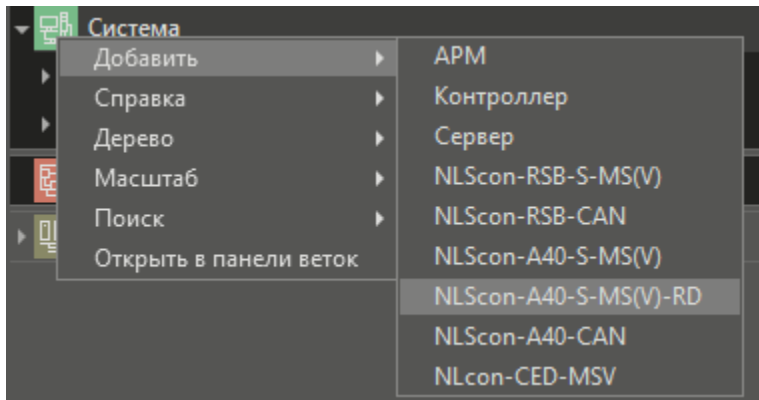 Система
Добавить
Справка
Дерево
Масштаб
Поиск
Открыть в панели веток
АРМ
Контроллер
Сервер
NLScon-RSB-S-MS(V)
NLScon-RSB-CAN
NLScon-A40-S-MS(V)
NLScon-A40-S-MS(V)-RD
NLScon-A40-CAN
NLcon-CED-MSV